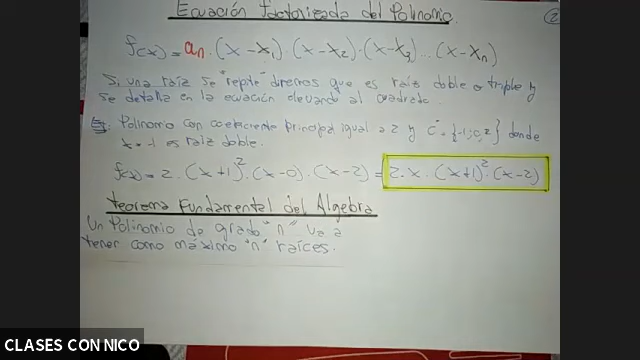 Ecuación factorizada del Polinomio.
2
f(x) = an · (x - x1) · (x - x2) · (x - x3) ... (x - xn)
Si una raíz se "repite" diremos que es raíz doble o triple y
se detalla en la ecuación elevando al cuadrado.
Ej: Polinomio con coeficiente principal igual a 2 y C° = {-1; 0; 2} donde
x = -1 es raíz doble.
f(x) = 2 · (x+1)² · (x-0) · (x-2) = 2 · x · (x+1)² · (x-2)
Teorema Fundamental del Álgebra
Un Polinomio de grado "n" va a
tener como máximo "n" raíces.
CLASES CON NICO